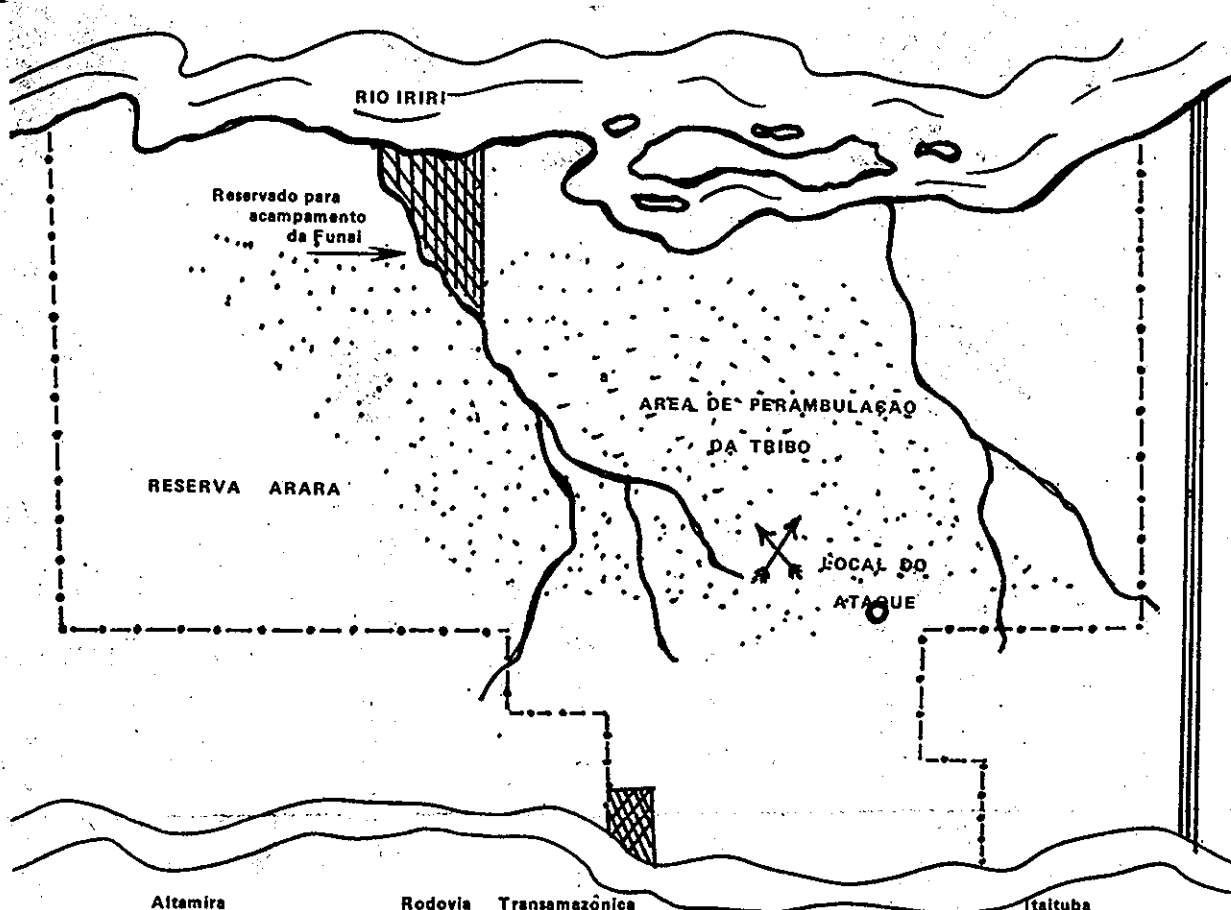 RIO IRIRI
Reservado para
acampamento
da Funai
AREA DE PERAMBULAÇAO
DA TRIBO
RESERVA ARARA
LOCAL DO
ATAQUE
Altamira Rodovia Transamazônica Itaituba